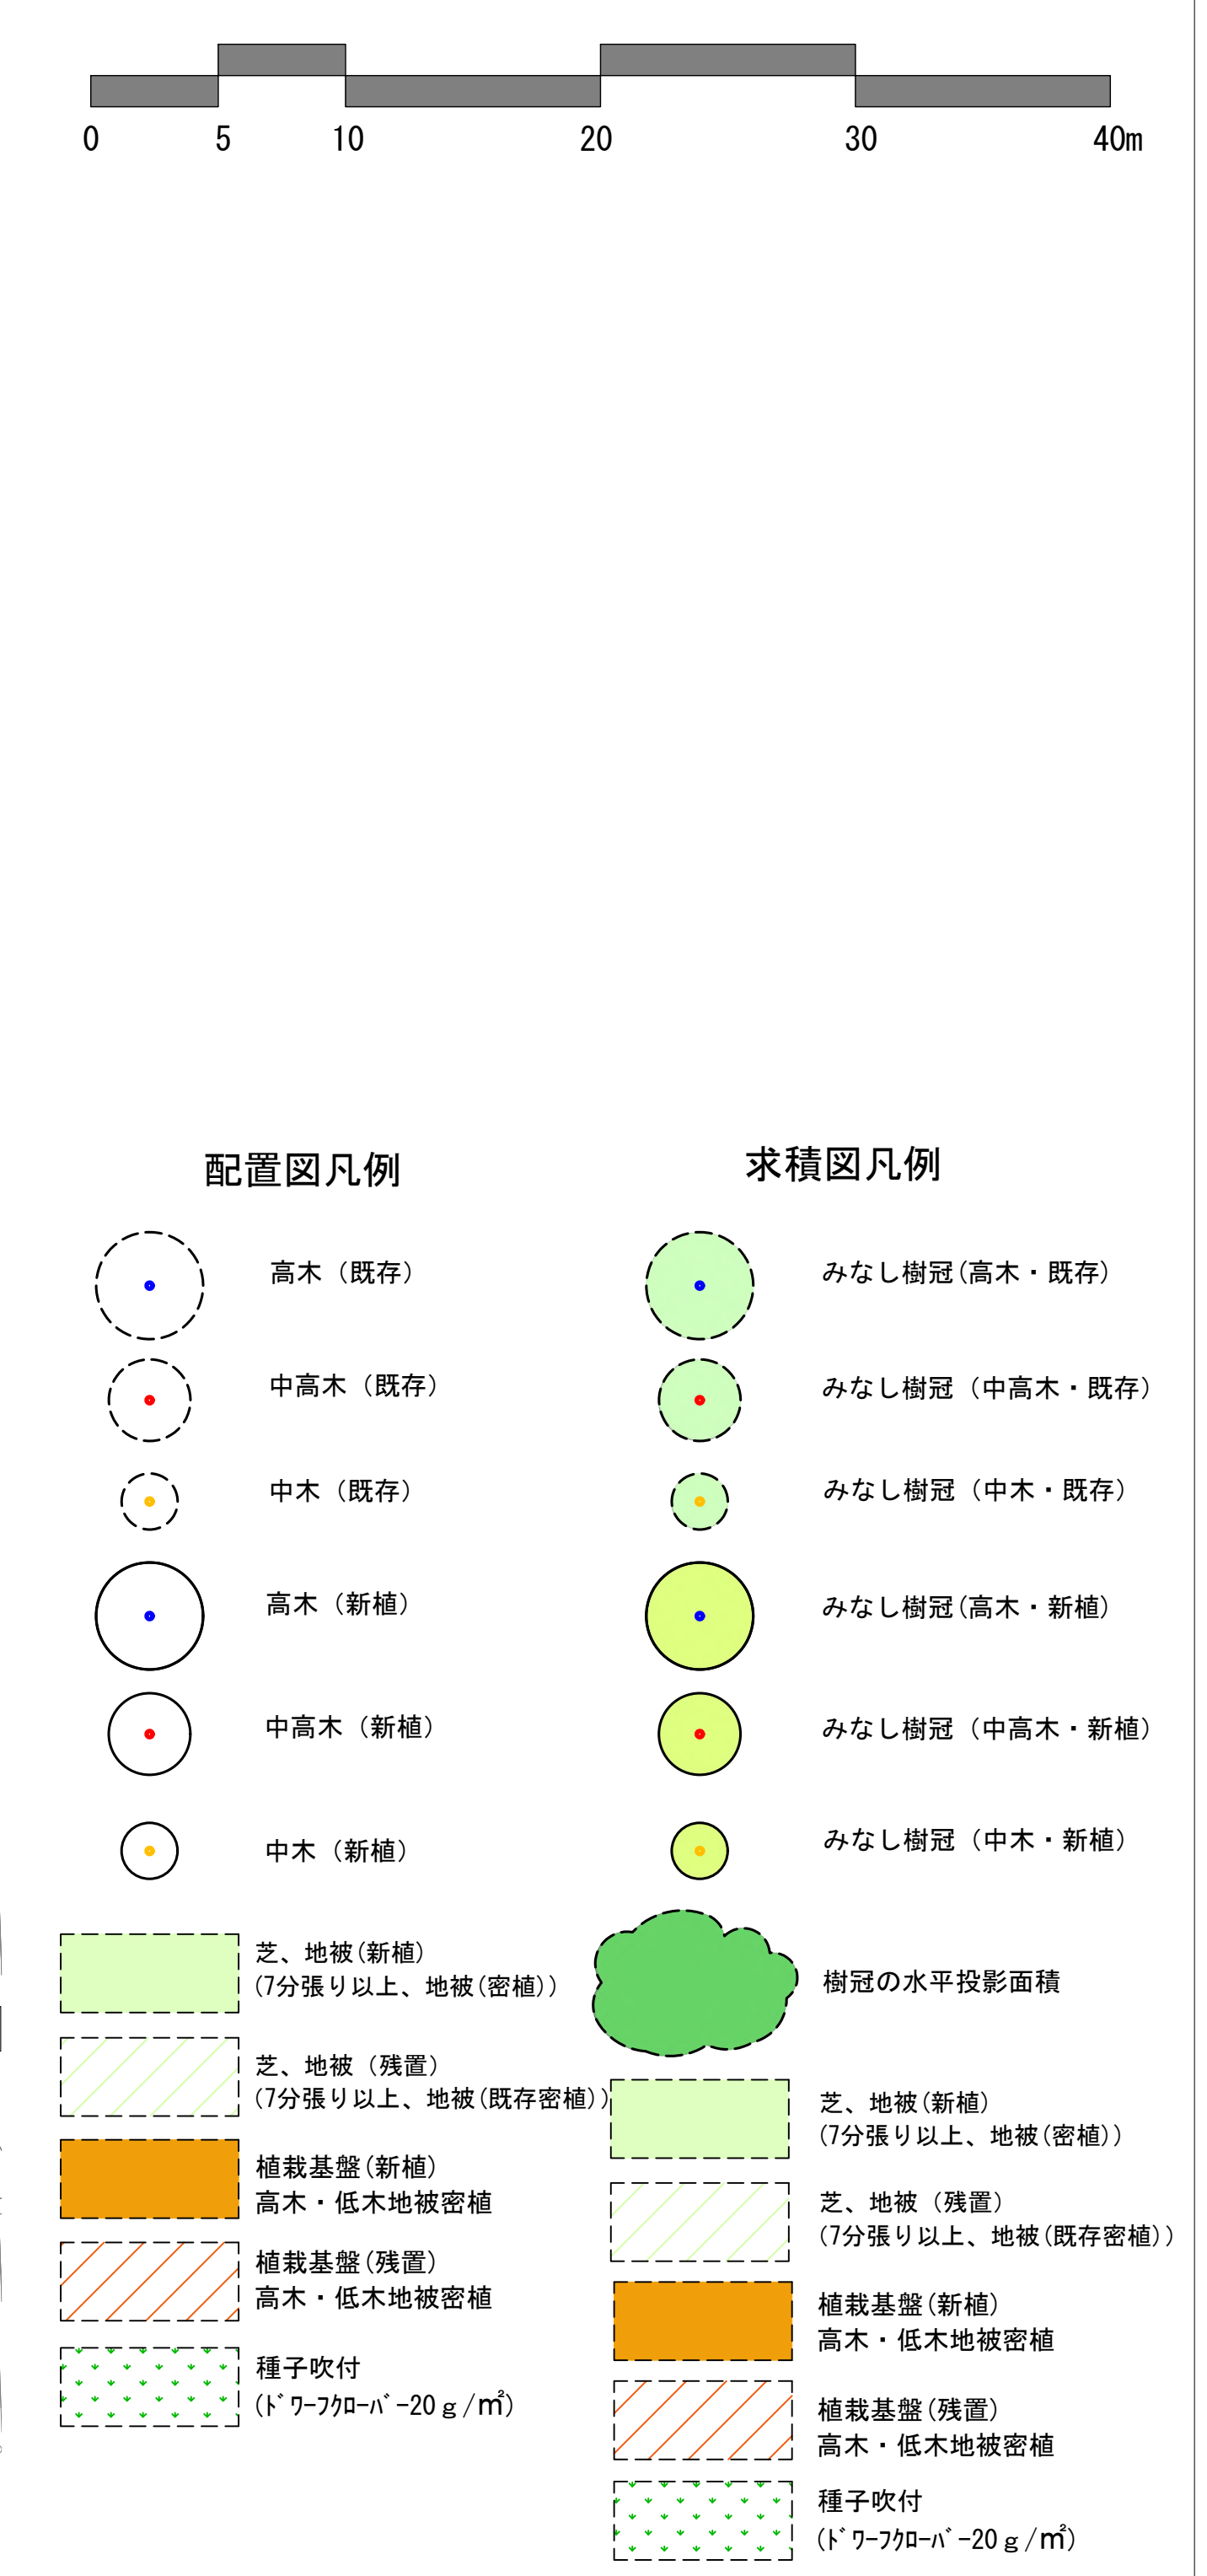 0 5 10 20 30 40m
配置図凡例
高木（既存）
中高木（既存）
中木（既存）
高木（新植）
中高木（新植）
中木（新植）
芝、地被(新植)
(7分張り以上、地被(密植))
芝、地被（残置）
(7分張り以上、地被(既存密植))
植栽基盤(新植)
高木・低木地被密植
植栽基盤(残置)
高木・低木地被密植
種子吹付
(ﾄﾞﾜｰﾌｸﾛｰﾊﾞｰ20ｇ/㎡)
求積図凡例
みなし樹冠(高木・既存)
みなし樹冠（中高木・既存）
みなし樹冠（中木・既存）
みなし樹冠(高木・新植)
みなし樹冠（中高木・新植）
みなし樹冠（中木・新植）
樹冠の水平投影面積
芝、地被(新植)
(7分張り以上、地被(密植))
芝、地被（残置）
(7分張り以上、地被(既存密植))
植栽基盤(新植)
高木・低木地被密植
植栽基盤(残置)
高木・低木地被密植
種子吹付
(ﾄﾞﾜｰﾌｸﾛｰﾊﾞｰ20ｇ/㎡)